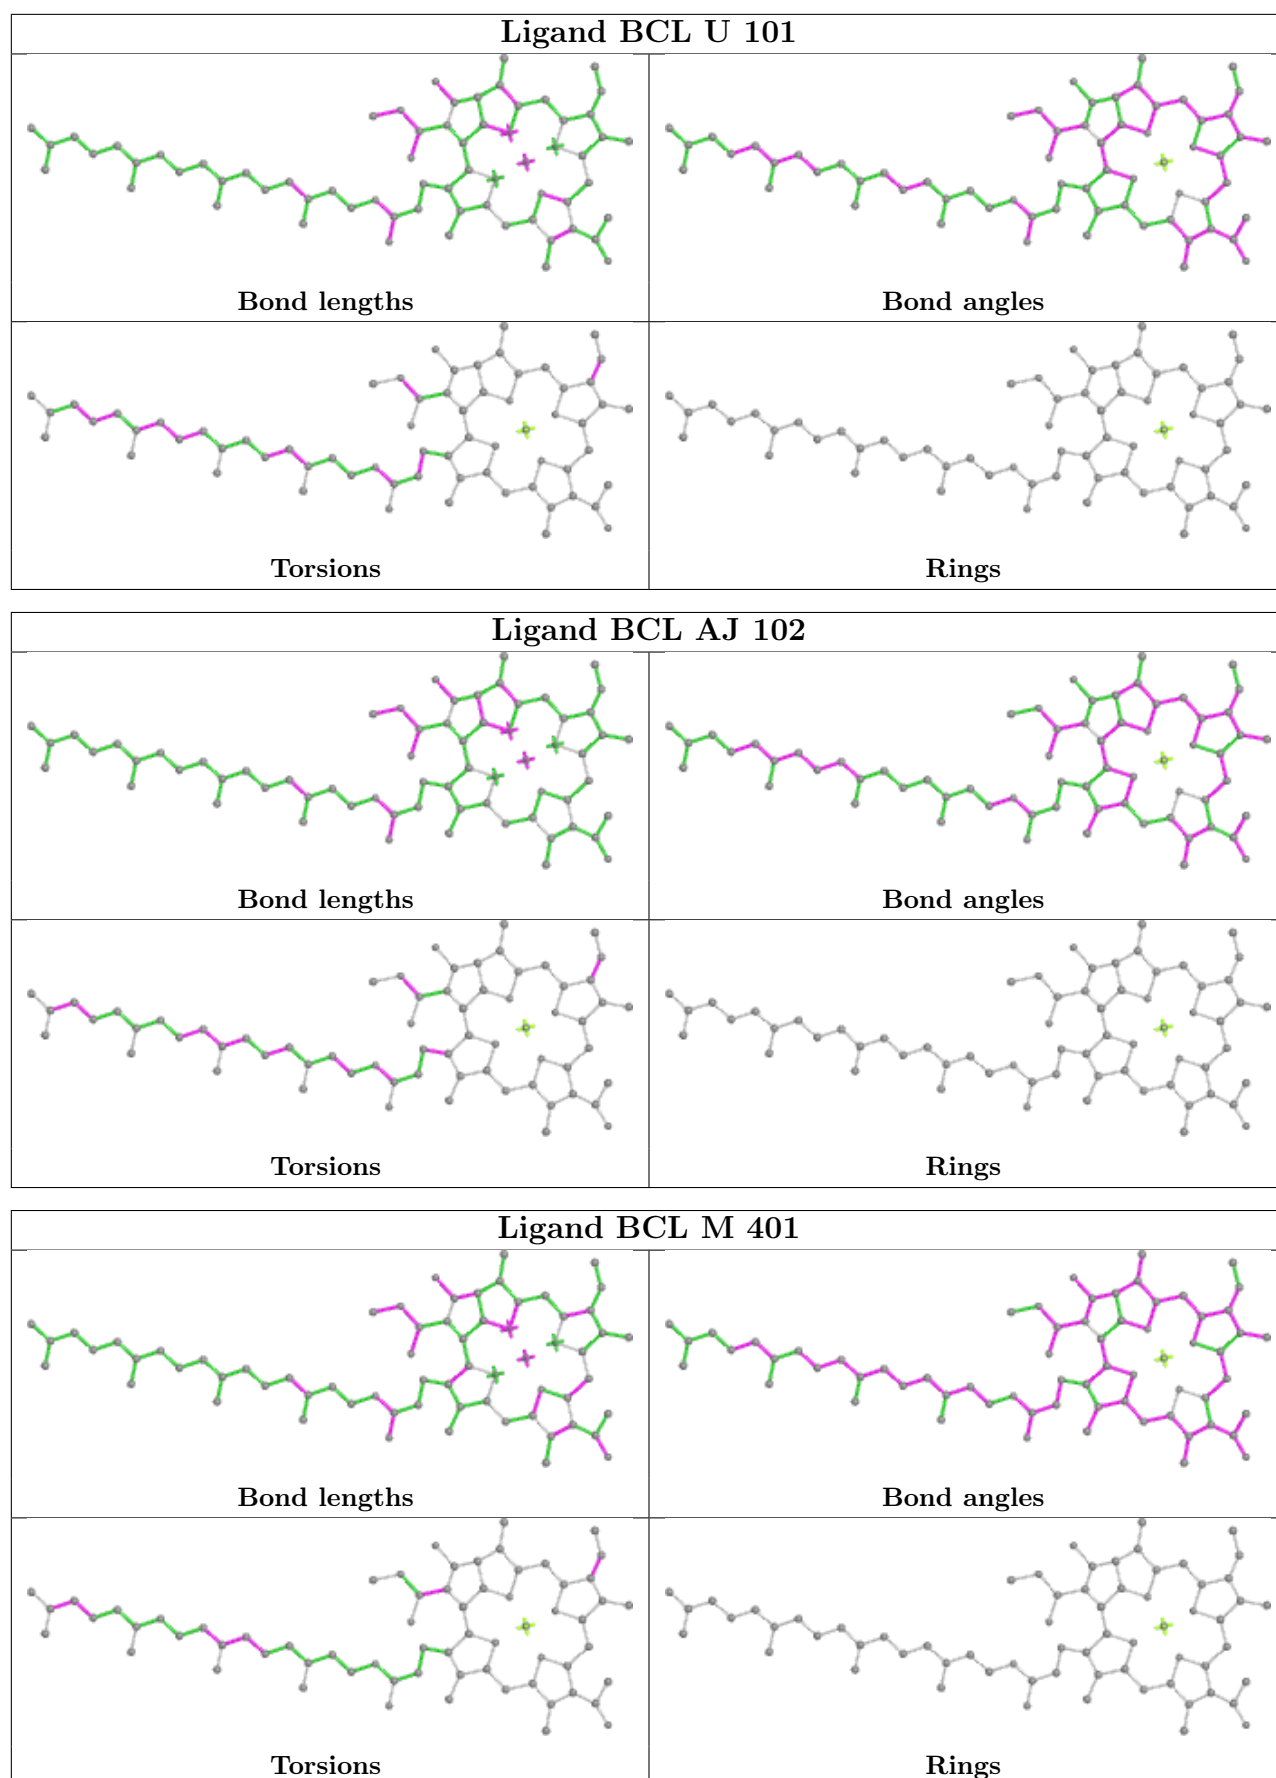 Ligand BCL U 101
Bond lengths
Bond angles
Torsions
Rings
Ligand BCL AJ 102
Bond lengths
Bond angles
Torsions
Rings
Ligand BCL M 401
Bond lengths
Bond angles
Torsions
Rings